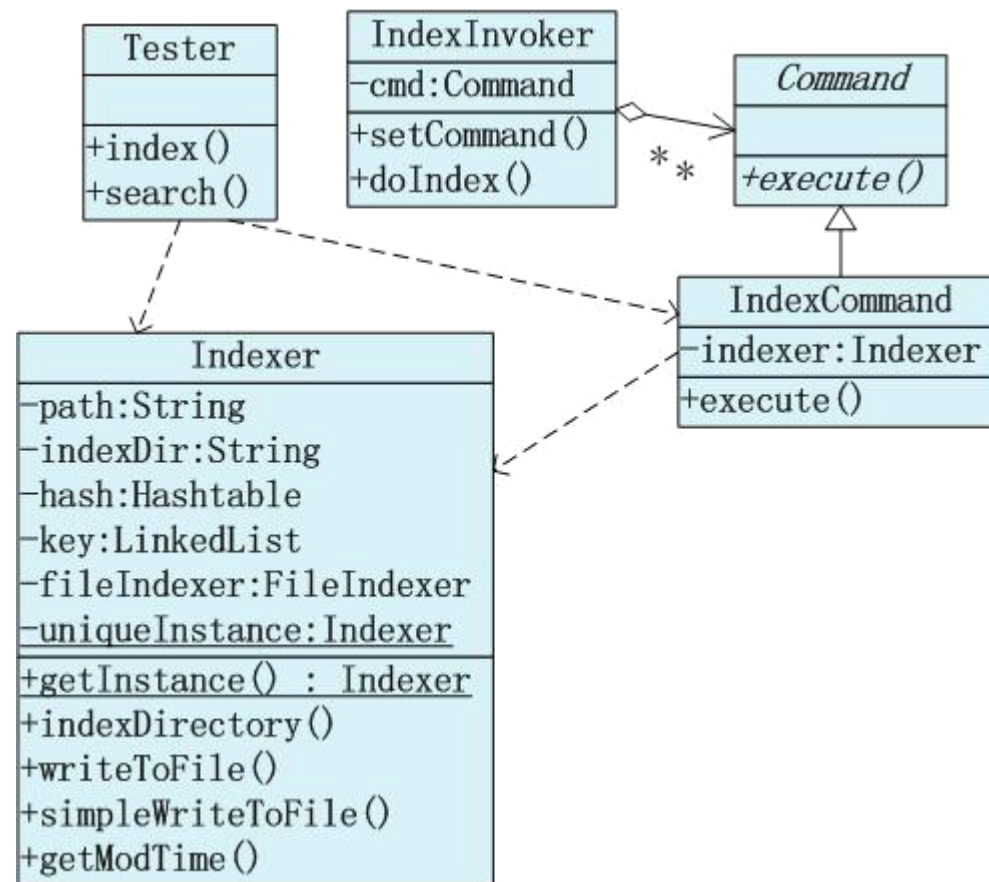 Tester
+index()
+search()
IndexInvoker
-cmd:Command
+setCommand()
+doIndex()
Command
+execute()
* *
IndexCommand
-indexer:Indexer
+execute()
Indexer
-path:String
-indexDir:String
-hash:Hashtable
-key:LinkedList
-fileIndexer:FileIndexer
-uniqueInstance:Indexer
+getInstance() : Indexer
+indexDirectory()
+writeToFile()
+simpleWriteToFile()
+getModTime()